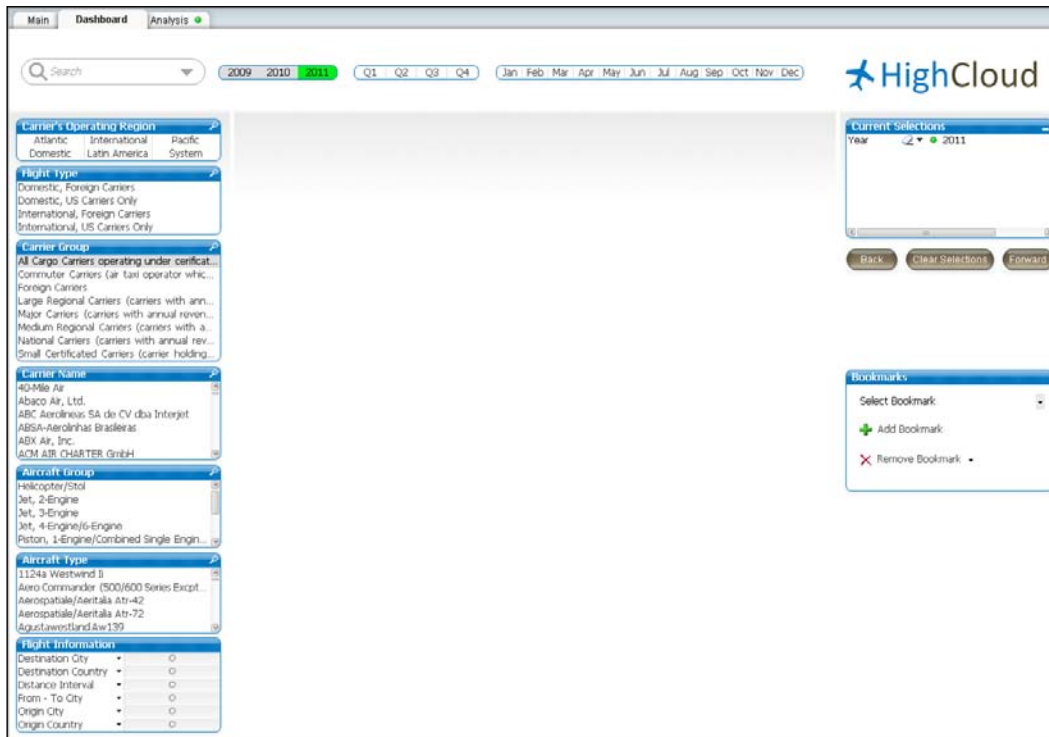 Main Dashboard Analysis
Search 2009 2010 2011 Q1 Q2 Q3 Q4 Jan Feb Mar Apr May Jun Jul Aug Sep Oct Nov Dec
HighCloud
Carrier's Operating Region
Atlantic International Pacific
Domestic Latin America System
Flight Type
Domestic, Foreign Carriers
Domestic, US Carriers Only
International, Foreign Carriers
International, US Carriers Only
Carrier Group
All Cargo Carriers operating under cerificat...
Commuter Carriers (air taxi operator whic...
Foreign Carriers
Large Regional Carriers (carriers with ann...
Major Carriers (carriers with annual reven...
Medium Regional Carriers (carriers with a...
National Carriers (carriers with annual rev...
Small Certificated Carriers (carrier holding...
Carrier Name
40-Mile Air
Abaco Air, Ltd.
ABC Aerolineas SA de CV dba Interjet
ABSA-Aerolinhas Brasileiras
ABX Air, Inc.
ACM AIR CHARTER GmbH
Aircraft Group
Helicopter/Stol
Jet, 2-Engine
Jet, 3-Engine
Jet, 4-Engine/6-Engine
Piston, 1-Engine/Combined Single Engin...
Aircraft Type
1124a Westwind Ii
Aero Commander (500/600 Series Excpt...
Aerospatiale/Aeritalia Atr-42
Aerospatiale/Aeritalia Atr-72
Agustawestland Aw139
Flight Information
Destination City
Destination Country
Distance Interval
From - To City
Origin City
Origin Country
Current Selections
Year 2011
Back Clear Selections Forward
Bookmarks
Select Bookmark
Add Bookmark
Remove Bookmark